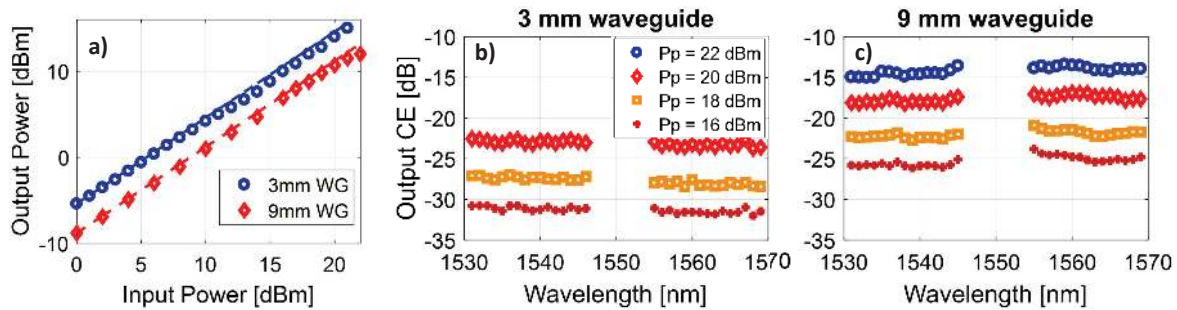 3 mm waveguide
9 mm waveguide
a)
Output Power [dBm]
10
0
-10
3mm WG
9mm WG
0
5
10
15
20
Input Power [dBm]
b)
Output CE [dB]
-10
-15
-20
-25
-30
-35
Pp = 22 dBm
Pp = 20 dBm
Pp = 18 dBm
Pp = 16 dBm
1530
1540
1550
1560
1570
Wavelength [nm]
c)
-10
-15
-20
-25
-30
-35
1530
1540
1550
1560
1570
Wavelength [nm]